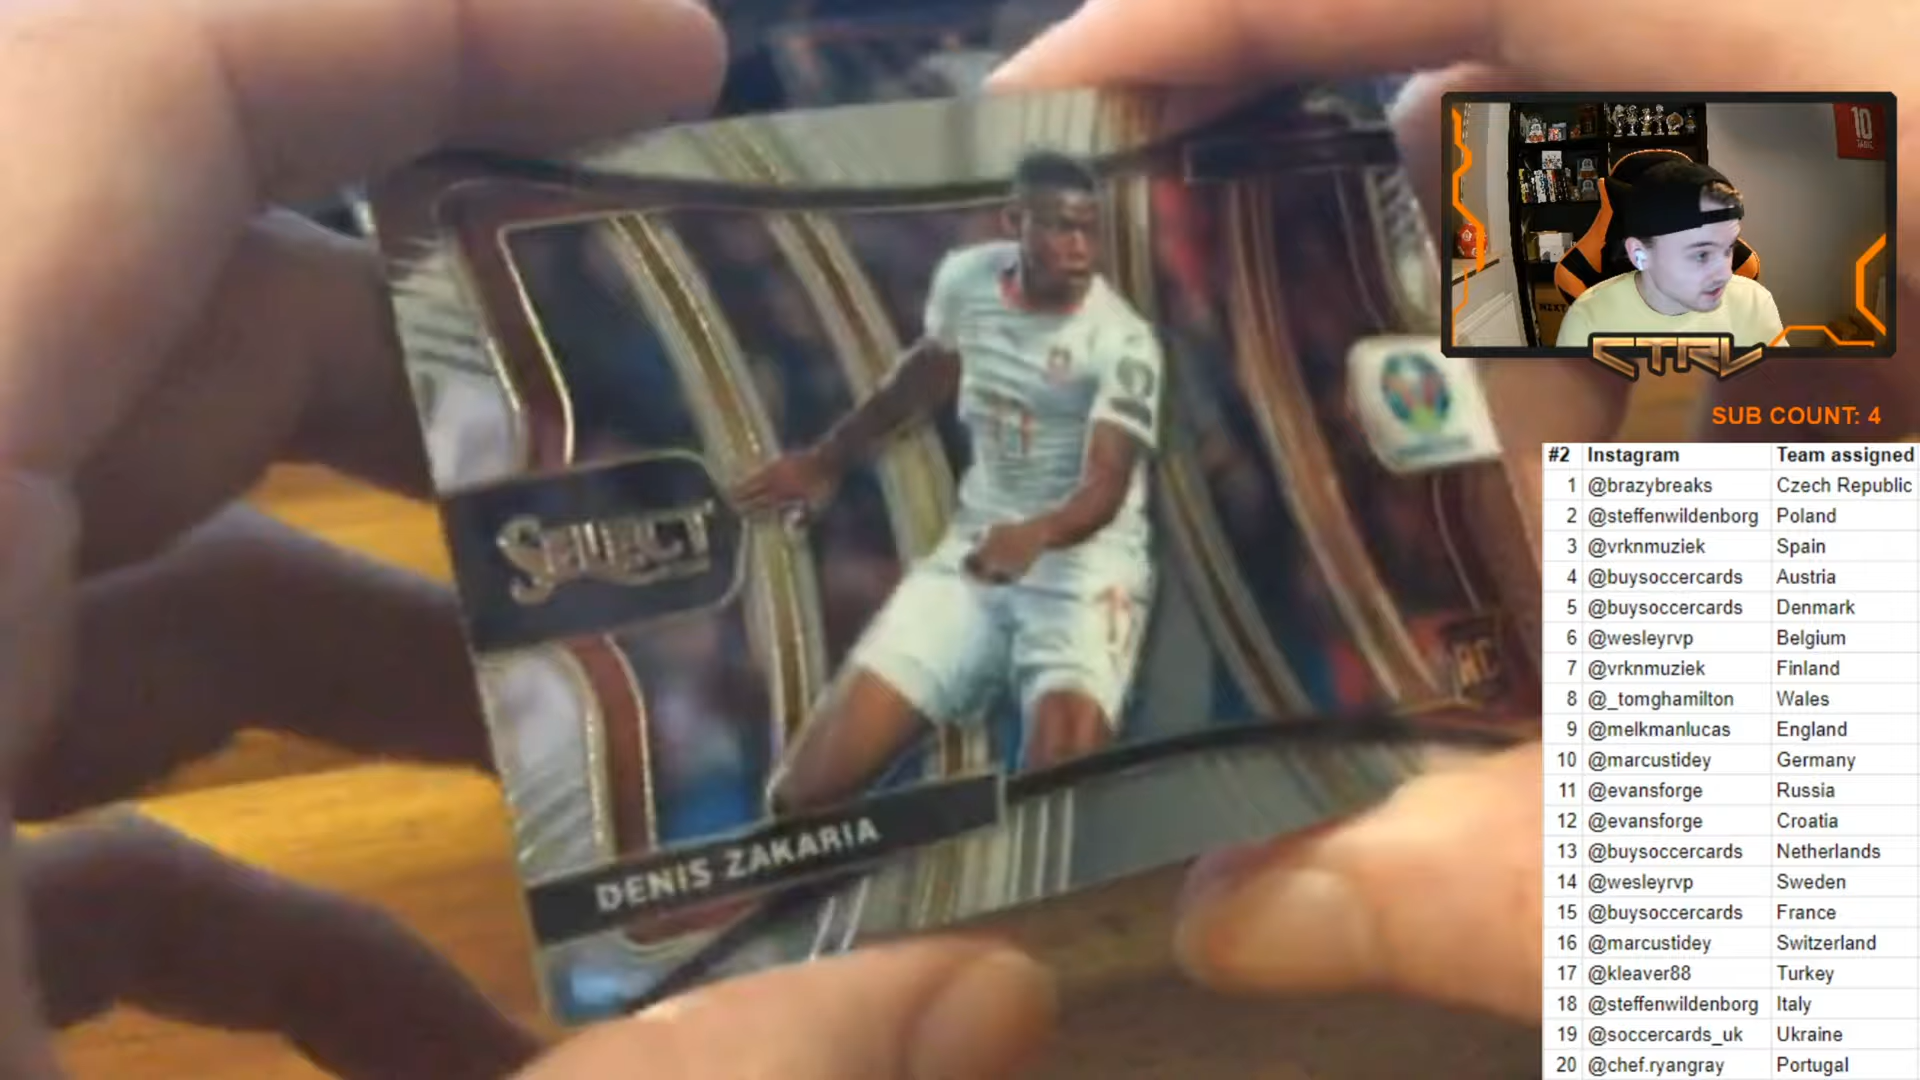 10
SELECT
RC
DENIS ZAKARIA
CTRL
SUB COUNT: 4
#2 Instagram Team assigned
1 @brazybreaks Czech Republic
2 @steffenwildenborg Poland
3 @vrknmuziek Spain
4 @buysoccercards Austria
5 @buysoccercards Denmark
6 @wesleyrvp Belgium
7 @vrknmuziek Finland
8 @_tomghamilton Wales
9 @melkmanlucas England
10 @marcustidey Germany
11 @evansforge Russia
12 @evansforge Croatia
13 @buysoccercards Netherlands
14 @wesleyrvp Sweden
15 @buysoccercards France
16 @marcustidey Switzerland
17 @kleaver88 Turkey
18 @steffenwildenborg Italy
19 @soccercards_uk Ukraine
20 @chef.ryangray Portugal